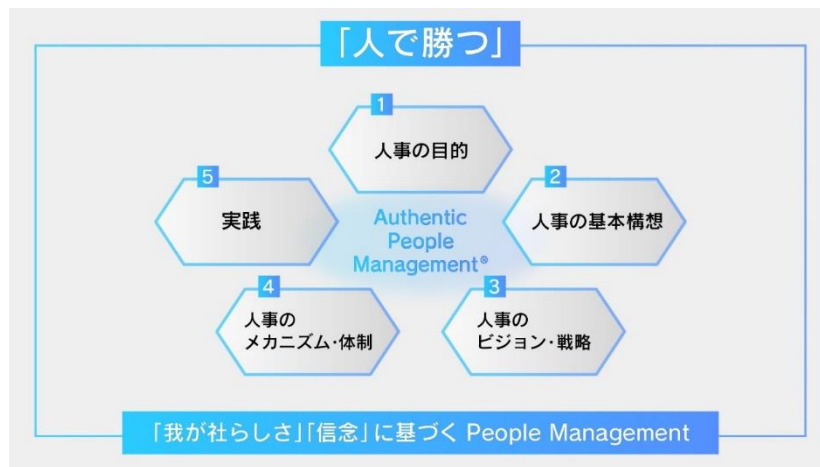 「人で勝つ」
1
人事の目的
2
人事の基本構想
3
人事の
ビジョン・戦略
4
人事の
メカニズム・体制
5
実践
Authentic
People
Management®
「我が社らしさ」「信念」に基づく People Management